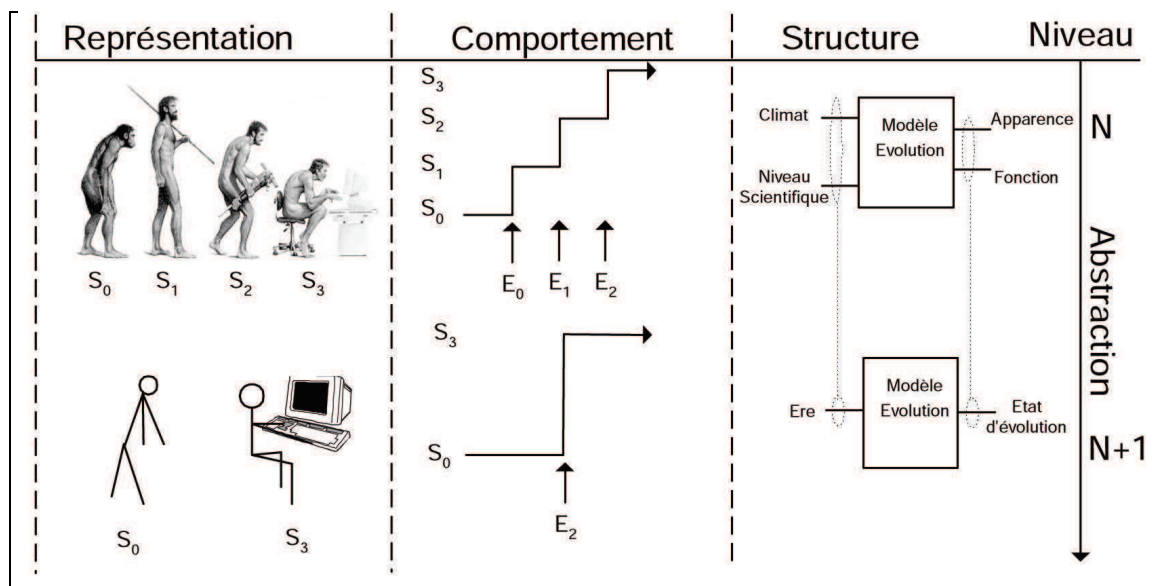 Représentation
Comportement
Structure
Niveau
S0 S1 S2 S3
S3
S2
S1
S0
E0 E1 E2
Climat
Niveau
Scientifique
Modèle
Evolution
Apparence
Fonction
N
Abstraction
S0
S3
S3
S0
E2
Ere
Modèle
Evolution
Etat
d'évolution
N+1